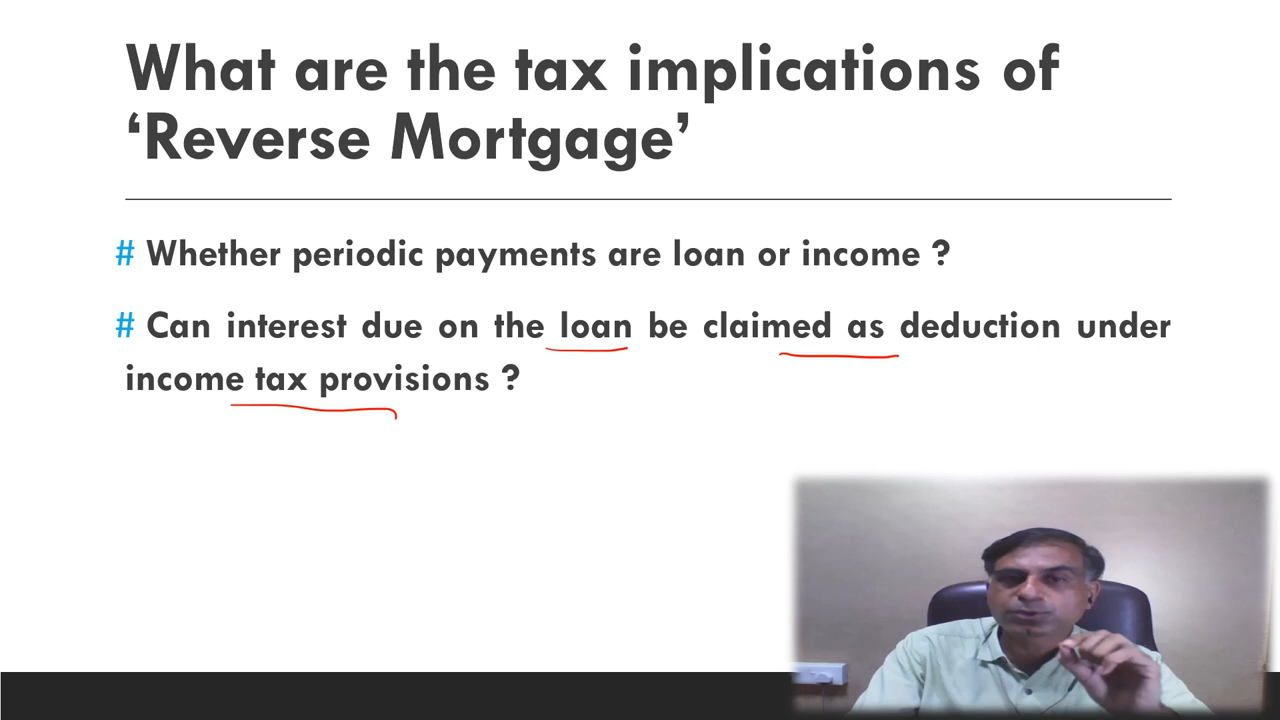 What are the tax implications of
‘Reverse Mortgage’
# Whether periodic payments are loan or income ?
# Can interest due on the loan be claimed as deduction under
income tax provisions ?